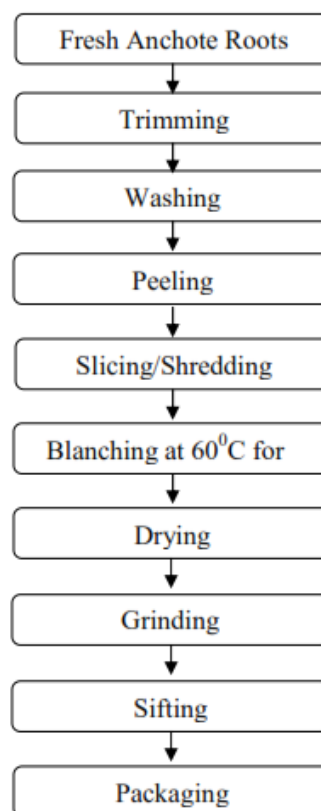 Fresh Anchote Roots
Trimming
Washing
Peeling
Slicing/Shredding
Blanching at 60⁰C for
Drying
Grinding
Sifting
Packaging